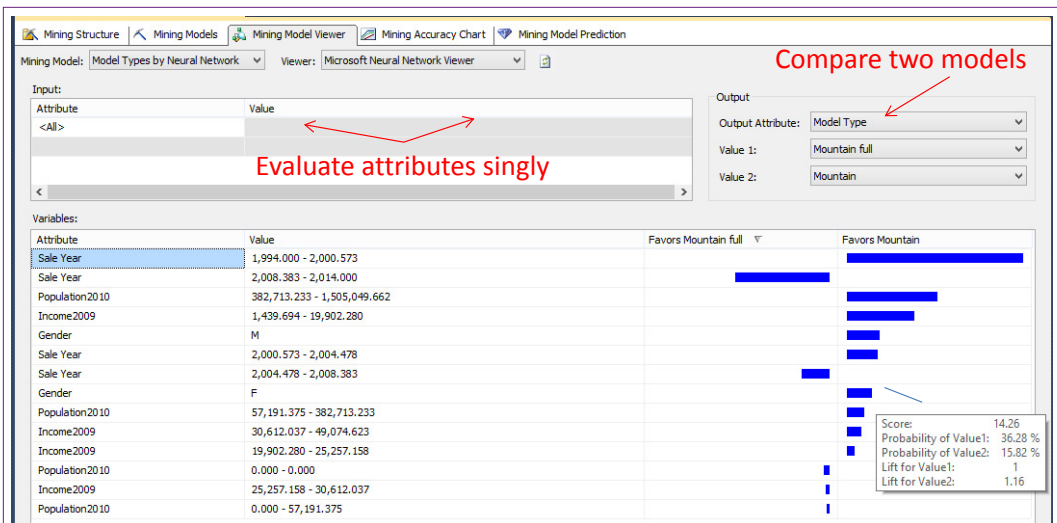 Mining Structure Mining Models Mining Model Viewer Mining Accuracy Chart Mining Model Prediction
Mining Model: Model Types by Neural Network Viewer: Microsoft Neural Network Viewer
Compare two models
Input:
Attribute Value
<All>
Evaluate attributes singly
Output
Output Attribute: Model Type
Value 1: Mountain full
Value 2: Mountain
Variables:
Attribute Value Favors Mountain full Favors Mountain
Sale Year 1,994.000 - 2,000.573
Sale Year 2,008.383 - 2,014.000
Population2010 382,713.233 - 1,505,049.662
Income2009 1,439.694 - 19,902.280
Gender M
Sale Year 2,000.573 - 2,004.478
Sale Year 2,004.478 - 2,008.383
Gender F
Population2010 57,191.375 - 382,713.233
Income2009 30,612.037 - 49,074.623
Income2009 19,902.280 - 25,257.158
Population2010 0.000 - 0.000
Income2009 25,257.158 - 30,612.037
Population2010 0.000 - 57,191.375
Score: 14.26
Probability of Value1: 36.28 %
Probability of Value2: 15.82 %
Lift for Value1: 1
Lift for Value2: 1.16